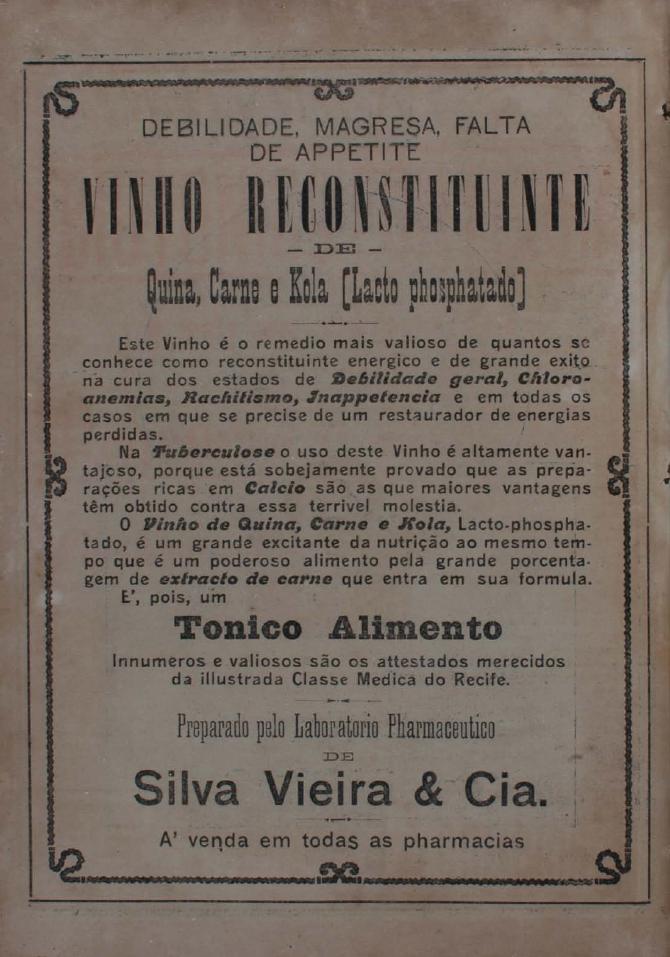 DEBILIDADE, MAGRESA, FALTA
DE APPETITE
VINHO RECONSTITUINTE
— DE —
Quina, Carne e Kola (Lacto phosphatado)
Este Vinho é o remedio mais valioso de quantos se
conhece como reconstituinte energico e de grande exito
na cura dos estados de Debilidade geral, Chloro-
anemias, Rachitismo, Inappetencia e em todas os
casos em que se precise de um restaurador de energias
perdidas.
Na Tuberculose o uso deste Vinho é altamente van-
tajoso, porque está sobejamente provado que as prepa-
rações ricas em Calcio são as que maiores vantagens
têm obtido contra essa terrivel molestia.
O Vinho de Quina, Carne e Kola, Lacto-phospha-
tado, é um grande excitante da nutrição ao mesmo tem-
po que é um poderoso alimento pela grande porcenta-
gem de extracto de carne que entra em sua formula.
E', pois, um
Tonico Alimento
Innumeros e valiosos são os attestados merecidos
da illustrada Classe Medica do Recife.
Preparado pelo Laboratorio Pharmaceutico
DE
Silva Vieira & Cia.
A' venda em todas as pharmacias